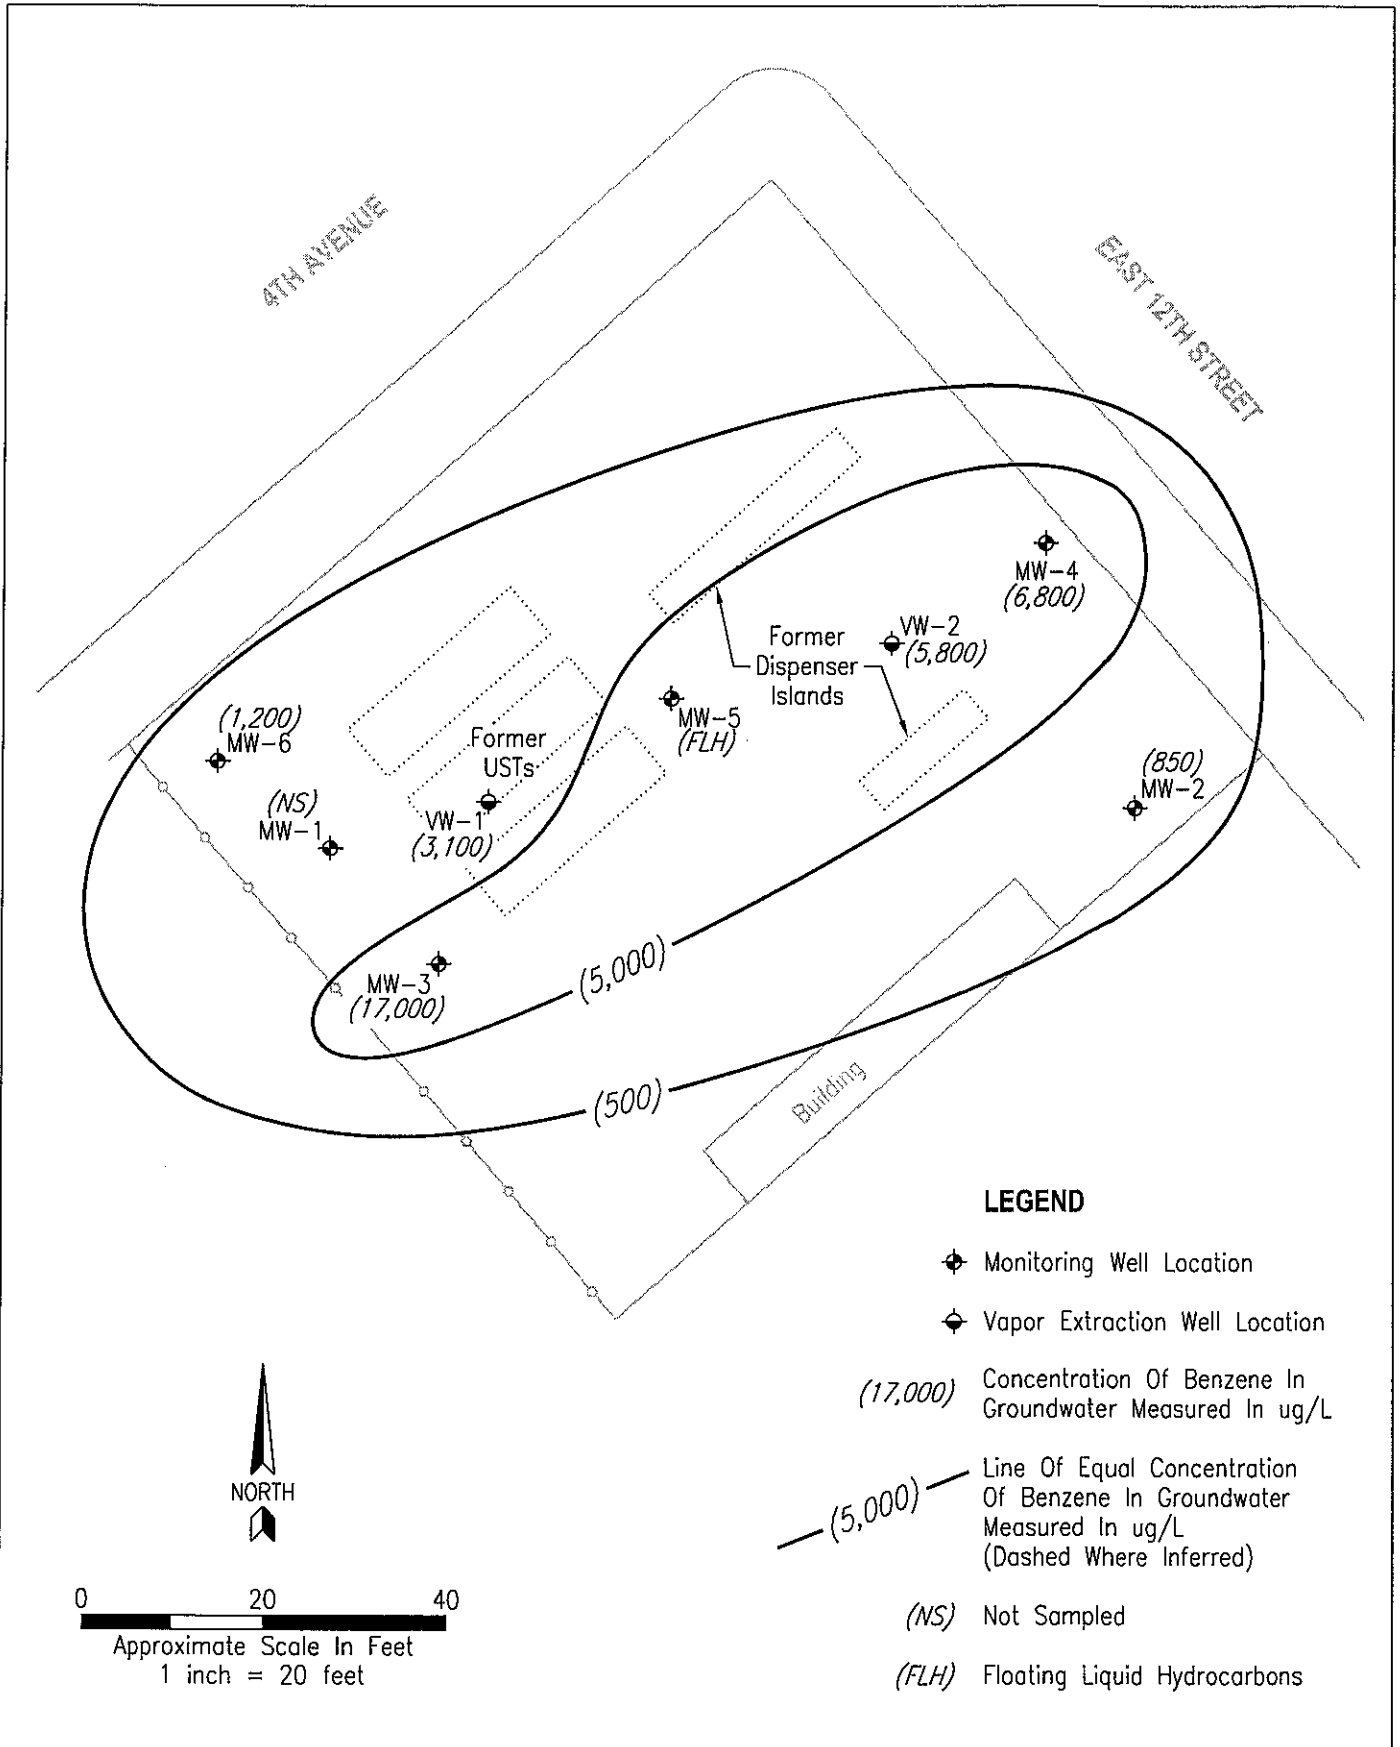 4TH AVENUE
EAST 12TH STREET
MW-4
(6,800)
VW-2
(5,800)
Former
Dispenser
Islands
MW-5
(FLH)
(1,200)
MW-6
Former
USTs
(NS)
MW-1
VW-1
(3,100)
(850)
MW-2
MW-3
(17,000)
(5,000)
(500)
Building
LEGEND
Monitoring Well Location
Vapor Extraction Well Location
(17,000) Concentration Of Benzene In
Groundwater Measured In ug/L
(5,000) Line Of Equal Concentration
Of Benzene In Groundwater
Measured In ug/L
(Dashed Where Inferred)
(NS) Not Sampled
(FLH) Floating Liquid Hydrocarbons
NORTH
0 20 40
Approximate Scale In Feet
1 inch = 20 feet